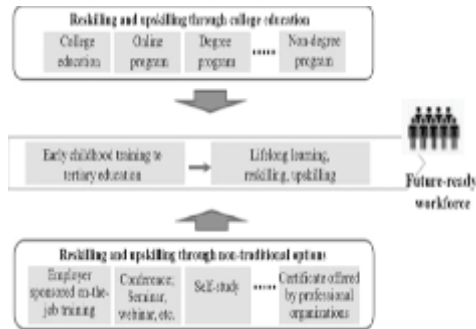 Reskilling and upskilling through college education
College
education
Online
program
Degree
program
.....
Non-degree
program
Early childhood training to
tertiary education
Lifelong learning,
reskilling, upskilling
Future-ready
workforce
Reskilling and upskilling through non-traditional options
Employer
sponsored on-the-
job training
Conference,
Seminar,
webinar, etc.
Self-study
.....
Certificate offered
by professional
organizations